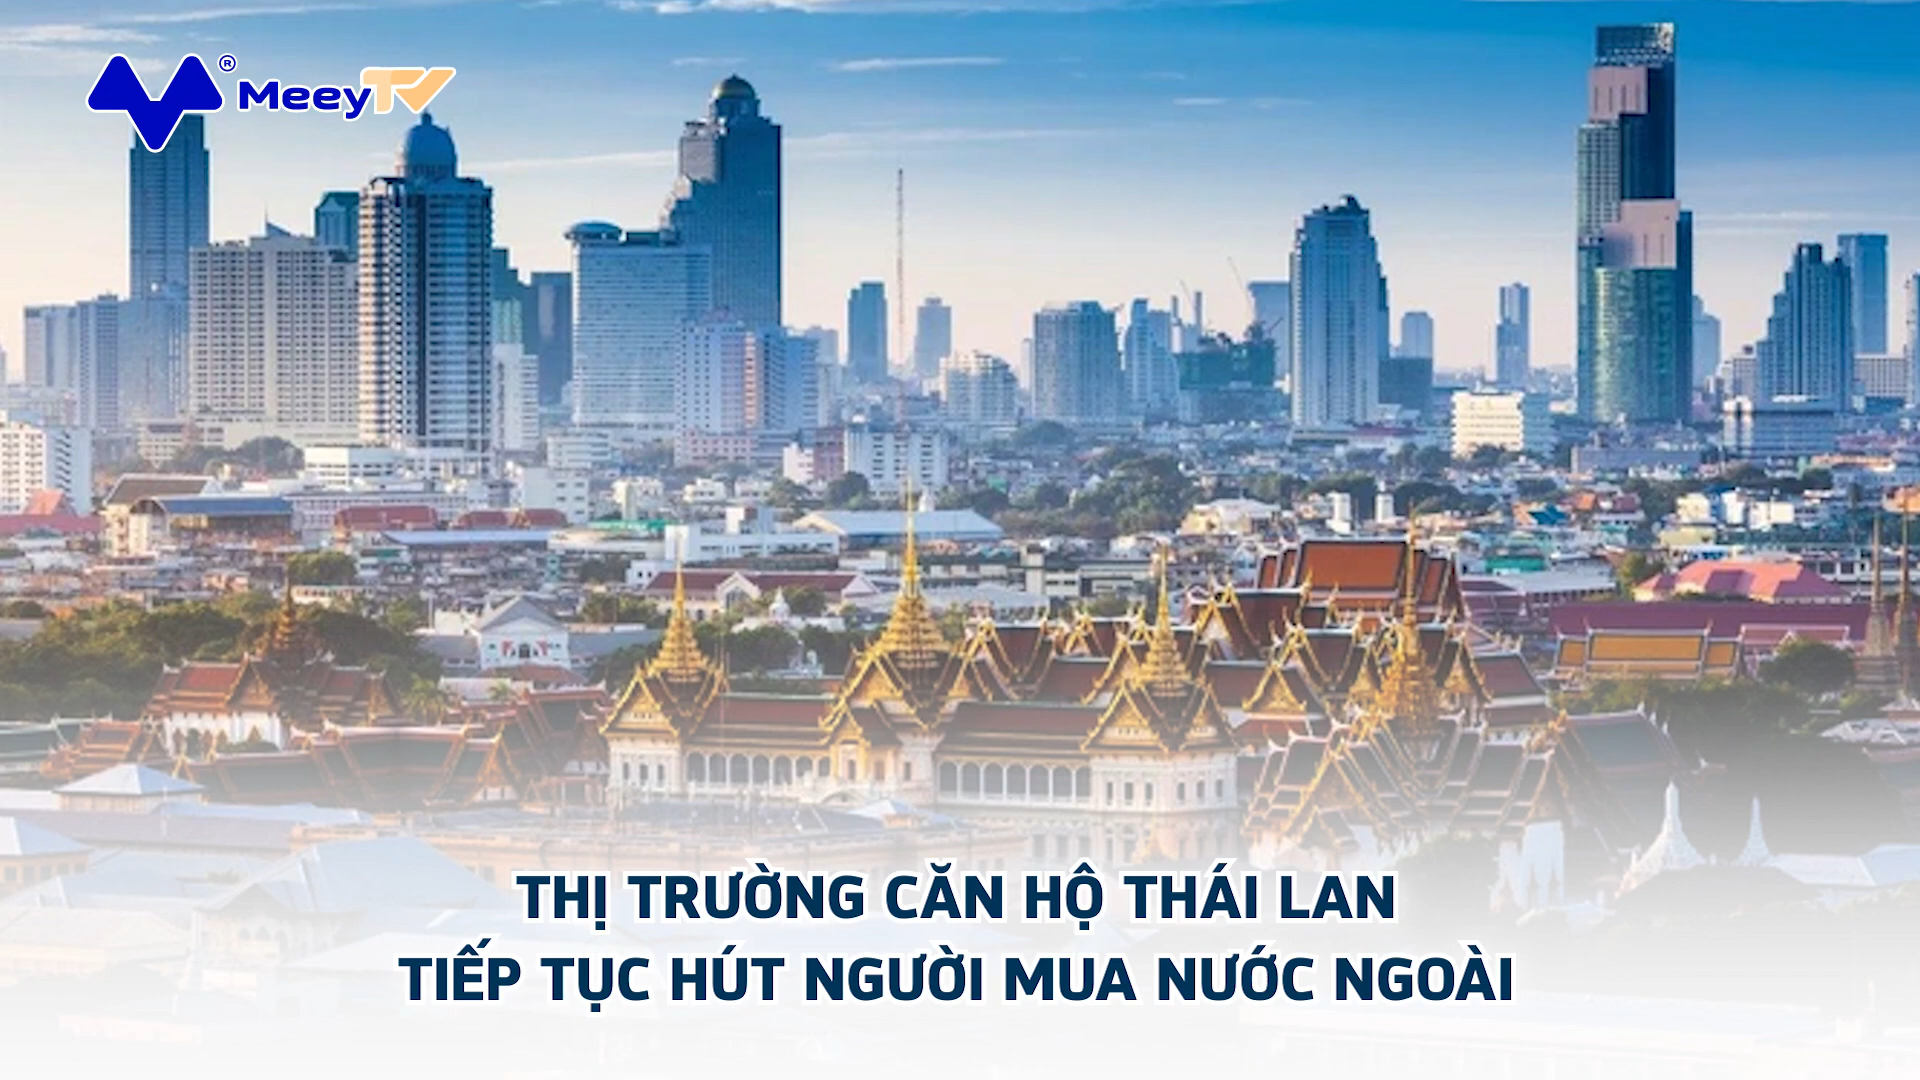 ® MeeyTV
THỊ TRƯỜNG CĂN HỘ THÁI LAN
TIẾP TỤC HÚT NGƯỜI MUA NƯỚC NGOÀI